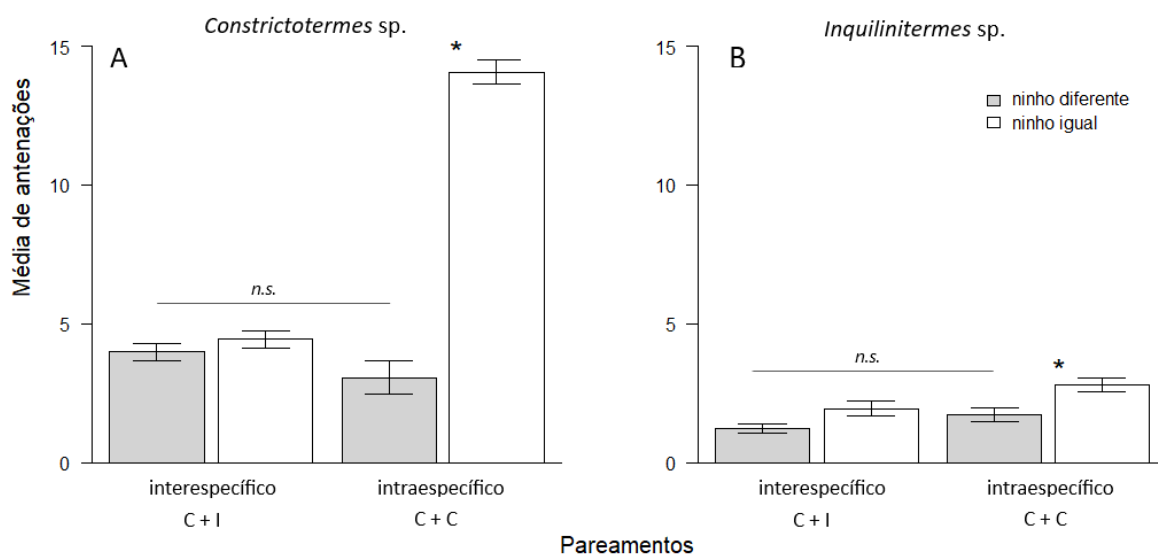 Constrictotermes sp.
Inquilinitermes sp.
A
*
B
Média de antenações
15
10
5
0
n.s.
15
10
5
0
n.s.
*
ninho diferente
ninho igual
interespecífico
intraespecífico
interespecífico
intraespecífico
C + I
C + C
C + I
C + C
Pareamentos